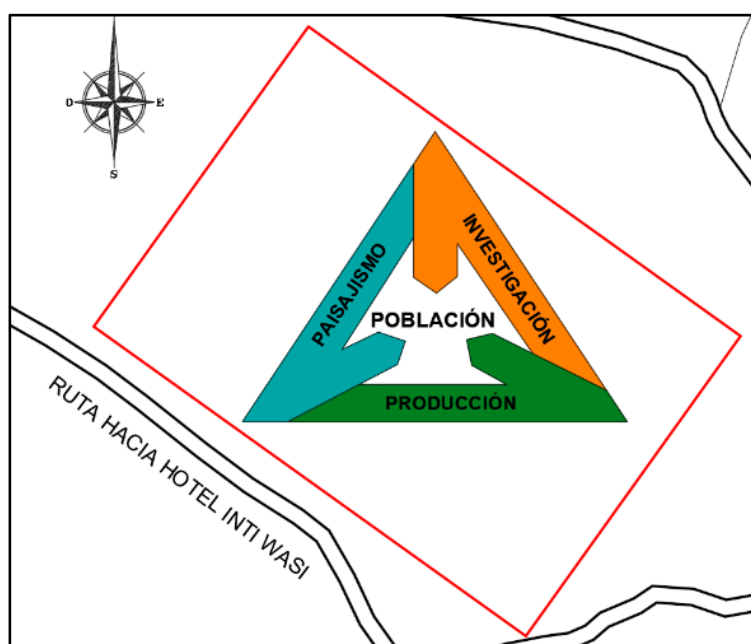 O
E
S
PAISAJISMO
INVESTIGACIÓN
POBLACIÓN
PRODUCCIÓN
RUTA HACIA HOTEL INTI WASI